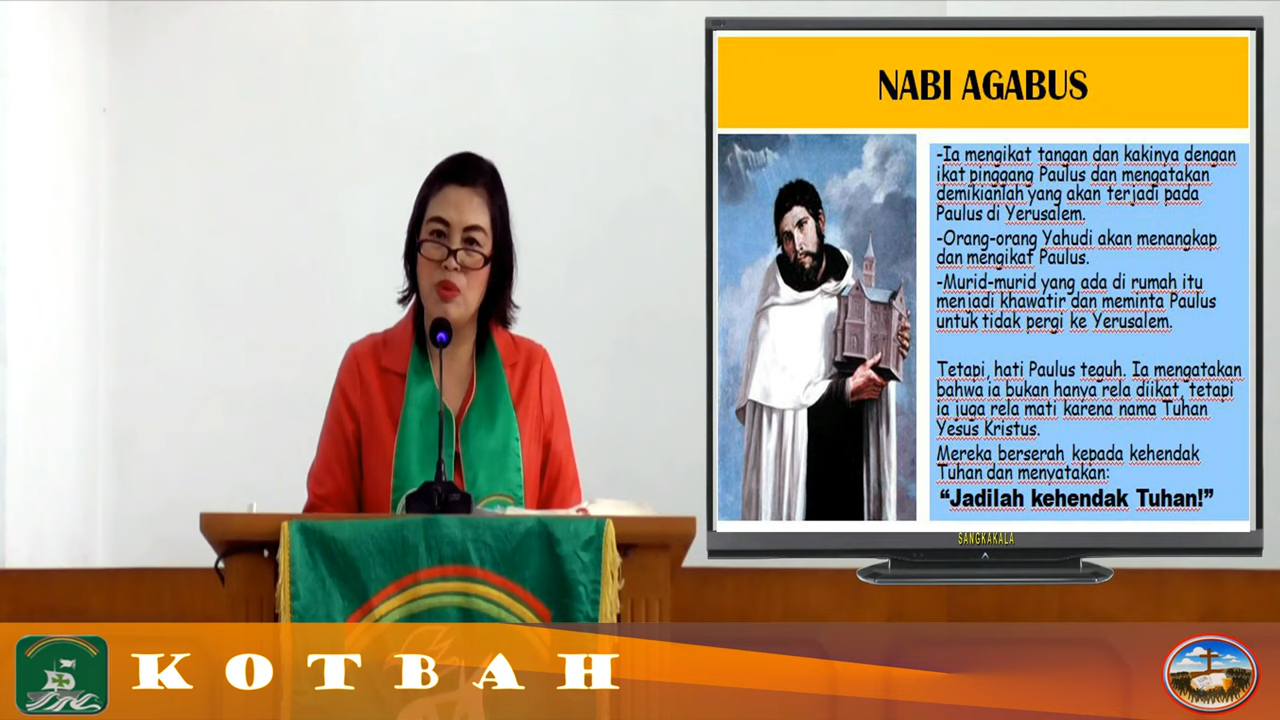 NABI AGABUS
-Ia mengikat tangan dan kakinya dengan
ikat pinggang Paulus dan mengatakan
demikianlah yang akan terjadi pada
Paulus di Yerusalem.
-Orang-orang Yahudi akan menangkap
dan mengikat Paulus.
-Murid-murid yang ada di rumah itu
menjadi khawatir dan meminta Paulus
untuk tidak pergi ke Yerusalem.
Tetapi, hati Paulus teguh. Ia mengatakan
bahwa ia bukan hanya rela diikat, tetapi
ia juga rela mati karena nama Tuhan
Yesus Kristus.
Mereka berserah kepada kehendak
Tuhan dan menyatakan:
“Jadilah kehendak Tuhan!”
SANGKAKALA
KOTBAH